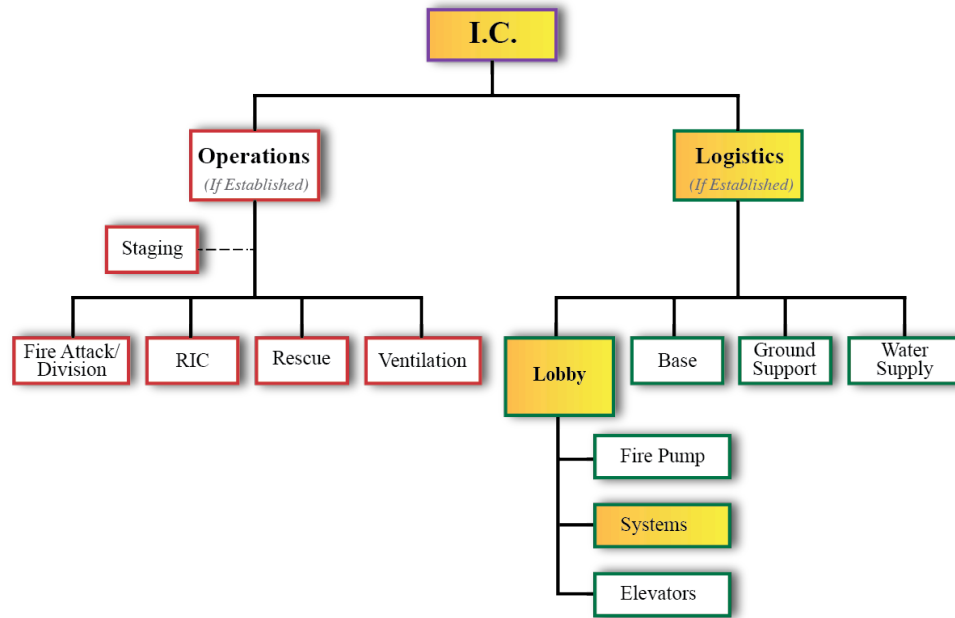 I.C.
Operations
(If Established)
Logistics
(If Established)
Staging
Fire Attack/
Division
RIC
Rescue
Ventilation
Lobby
Base
Ground
Support
Water
Supply
Fire Pump
Systems
Elevators